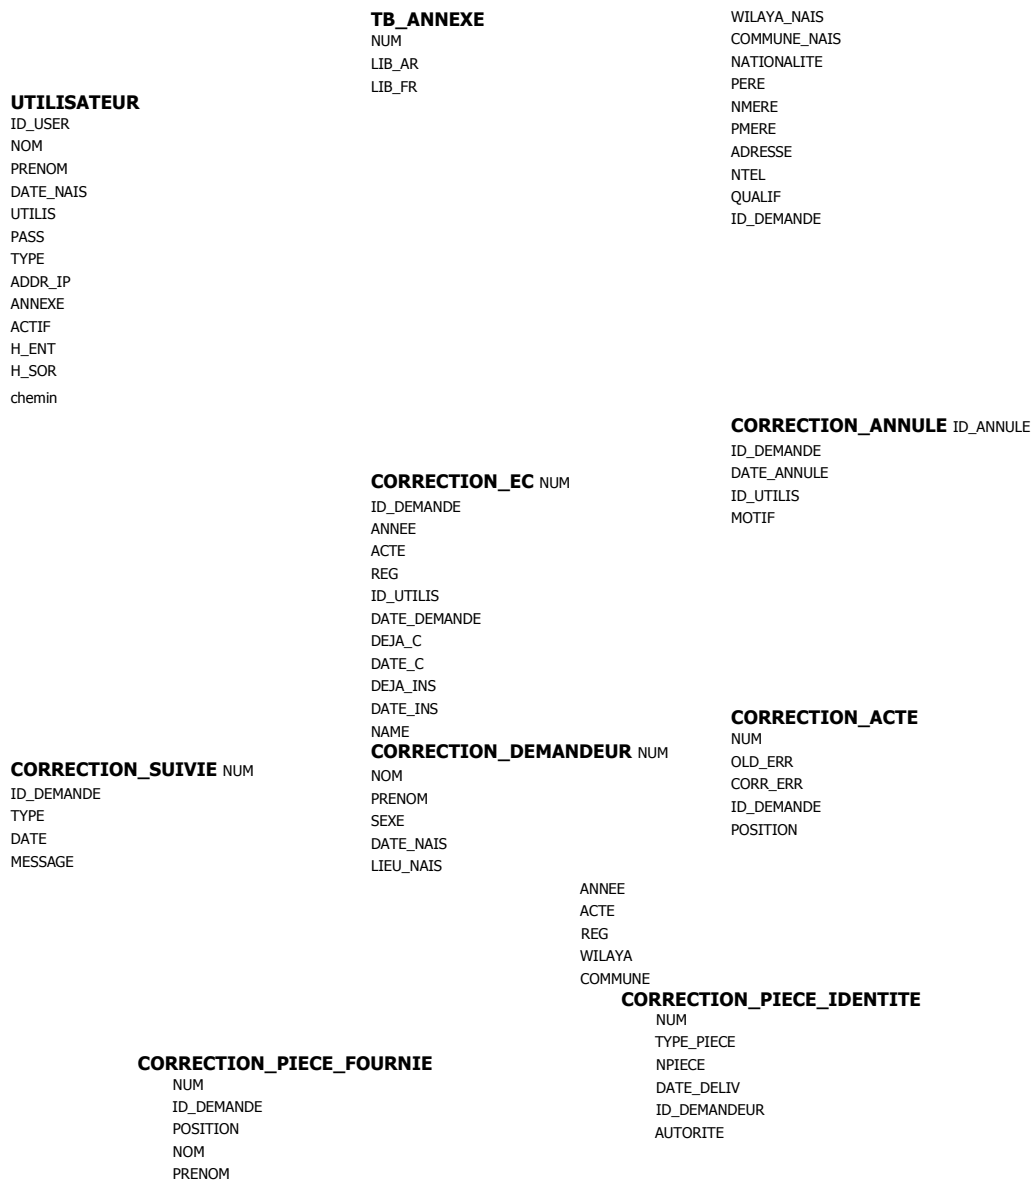 TB_ANNEXE
NUM
LIB_AR
LIB_FR
WILAYA_NAIS
COMMUNE_NAIS
NATIONALITE
PERE
NMERE
PMERE
ADRESSE
NTEL
QUALIF
ID_DEMANDE
UTILISATEUR
ID_USER
NOM
PRENOM
DATE_NAIS
UTILIS
PASS
TYPE
ADDR_IP
ANNEXE
ACTIF
H_ENT
H_SOR
chemin
CORRECTION_ANNULE ID_ANNULE
ID_DEMANDE
DATE_ANNULE
ID_UTILIS
MOTIF
CORRECTION_EC NUM
ID_DEMANDE
ANNEE
ACTE
REG
ID_UTILIS
DATE_DEMANDE
DEJA_C
DATE_C
DEJA_INS
DATE_INS
NAME
CORRECTION_ACTE
NUM
OLD_ERR
CORR_ERR
ID_DEMANDE
POSITION
CORRECTION_SUIVIE NUM
ID_DEMANDE
TYPE
DATE
MESSAGE
CORRECTION_DEMANDEUR NUM
NOM
PRENOM
SEXE
DATE_NAIS
LIEU_NAIS
ANNEE
ACTE
REG
WILAYA
COMMUNE
CORRECTION_PIECE_IDENTITE
NUM
TYPE_PIECE
NPIECE
DATE_DELIV
ID_DEMANDEUR
AUTORITE
CORRECTION_PIECE_FOURNIE
NUM
ID_DEMANDE
POSITION
NOM
PRENOM